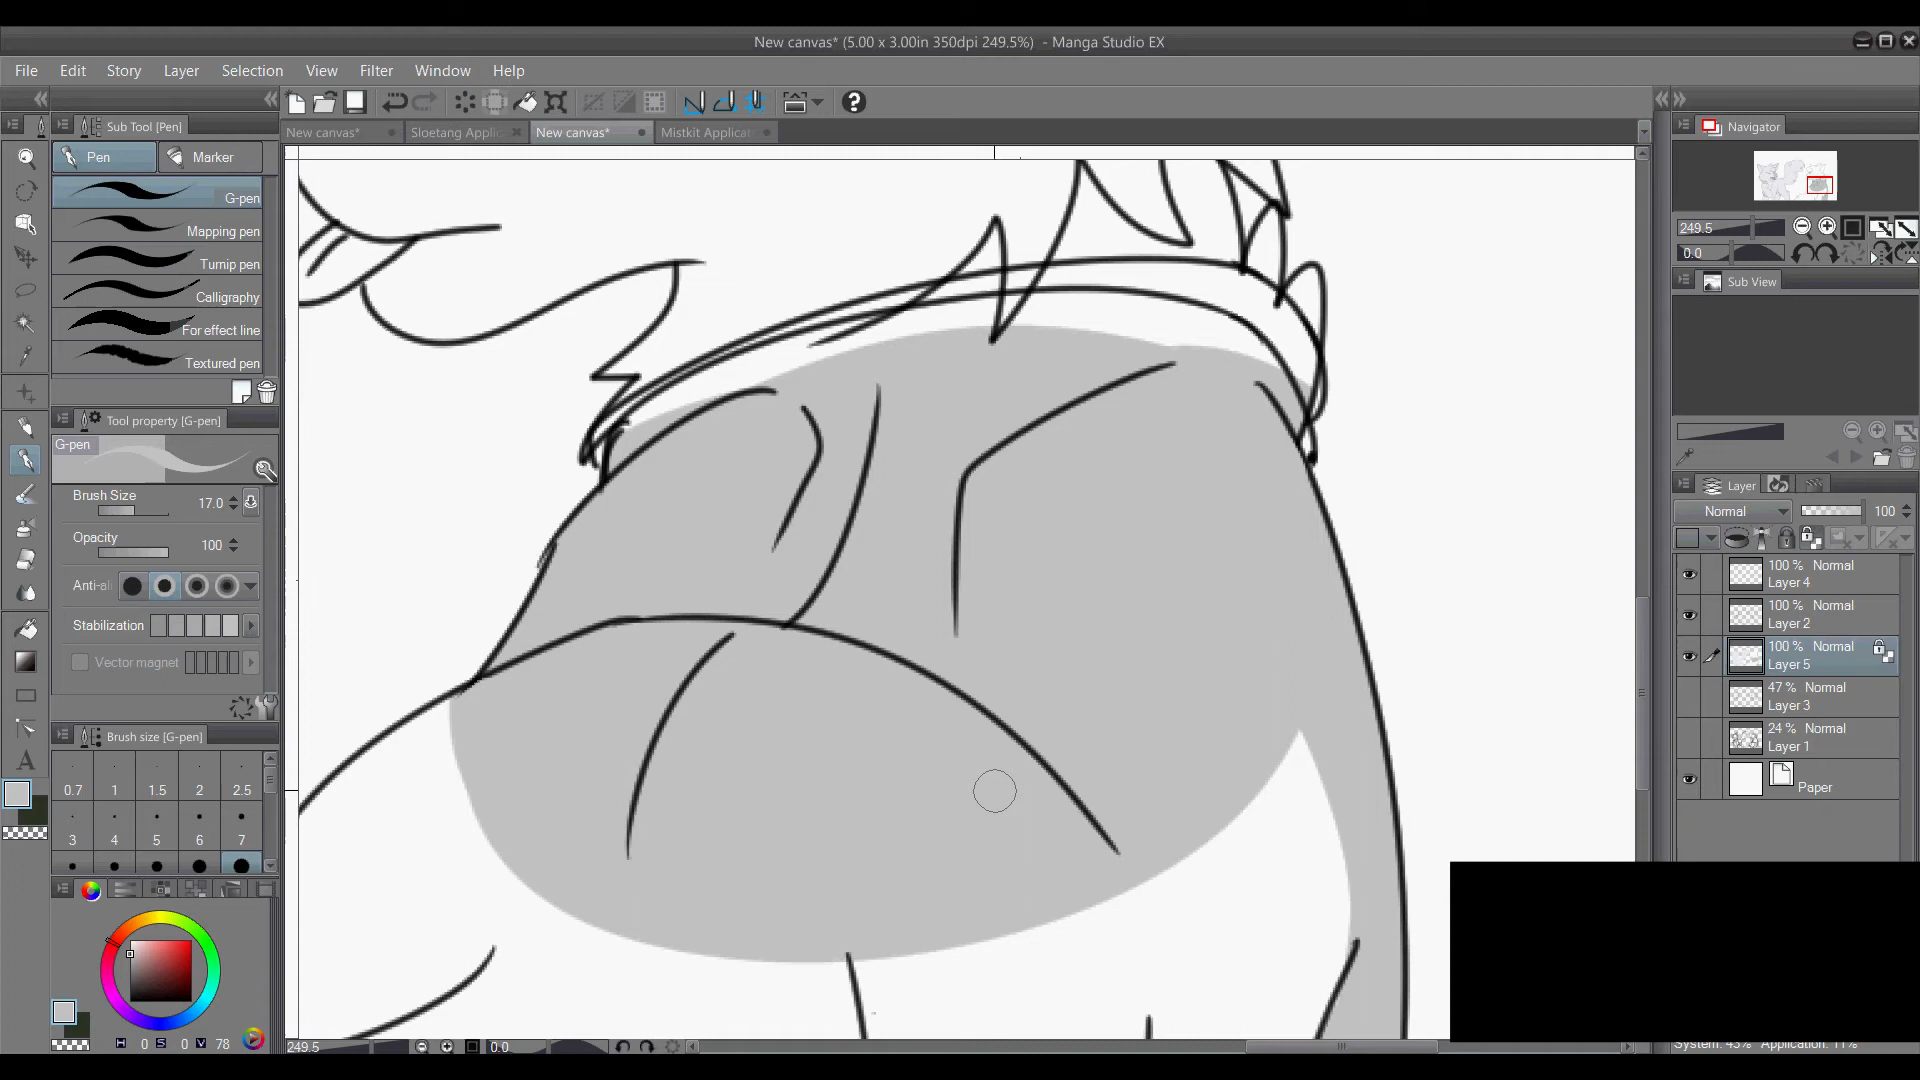 New canvas* (5.00 x 3.00in 350dpi 249.5%) - Manga Studio EX
File Edit Story Layer Selection View Filter Window Help
Sub Tool [Pen]
New canvas* Sloetang Applic New canvas* Mistkit Applicat
Navigator
Pen Marker
G-pen
Mapping pen
Turnip pen
Calligraphy
For effect line
Textured pen
249.5
0.0
Sub View
Tool property [G-pen]
G-pen
Brush Size 17.0
Opacity 100
Anti-ali
Stabilization
Vector magnet
Brush size [G-pen]
0.7 1 1.5 2 2.5
3 4 5 6 7
H 0 S 0 V 78
249.5 0.0
Layer
Normal 100
100 % Normal
Layer 4
100 % Normal
Layer 2
100 % Normal
Layer 5
47 % Normal
Layer 3
24 % Normal
Layer 1
Paper